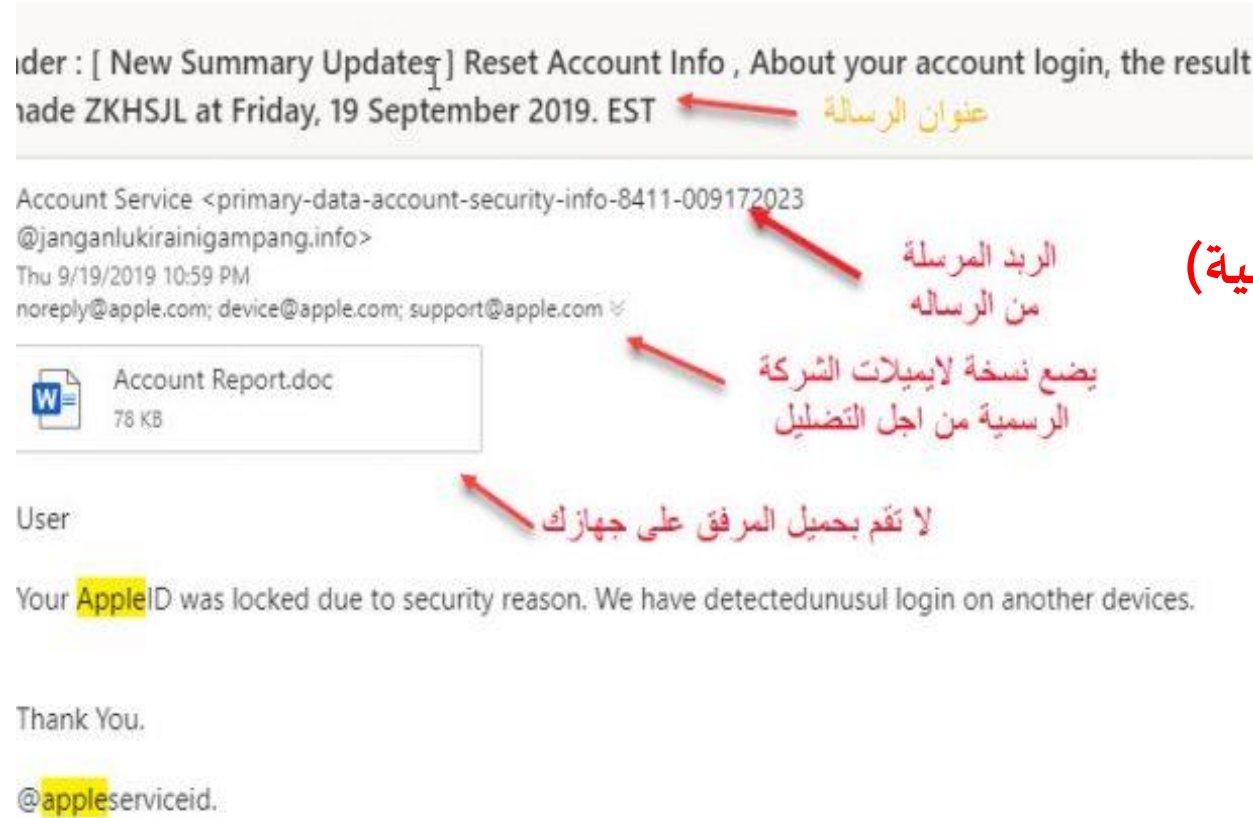 ader : [ New Summary Updates ] Reset Account Info , About your account login, the result
nade ZKHSJL at Friday, 19 September 2019. EST
عنوان الرسالة
Account Service <primary-data-account-security-info-8411-009172023
@janganlukirainigampang.info>
Thu 9/19/2019 10:59 PM
noreply@apple.com; device@apple.com; support@apple.com
الربد المرسلة
من الرساله
ية)
يضع نسخة لايميلات الشركة
الرسمية من اجل التضليل
Account Report.doc
78 KB
لا تقم بحميل المرفق على جهازك
User
Your AppleID was locked due to security reason. We have detectedunusul login on another devices.
Thank You.
@appleserviceid.